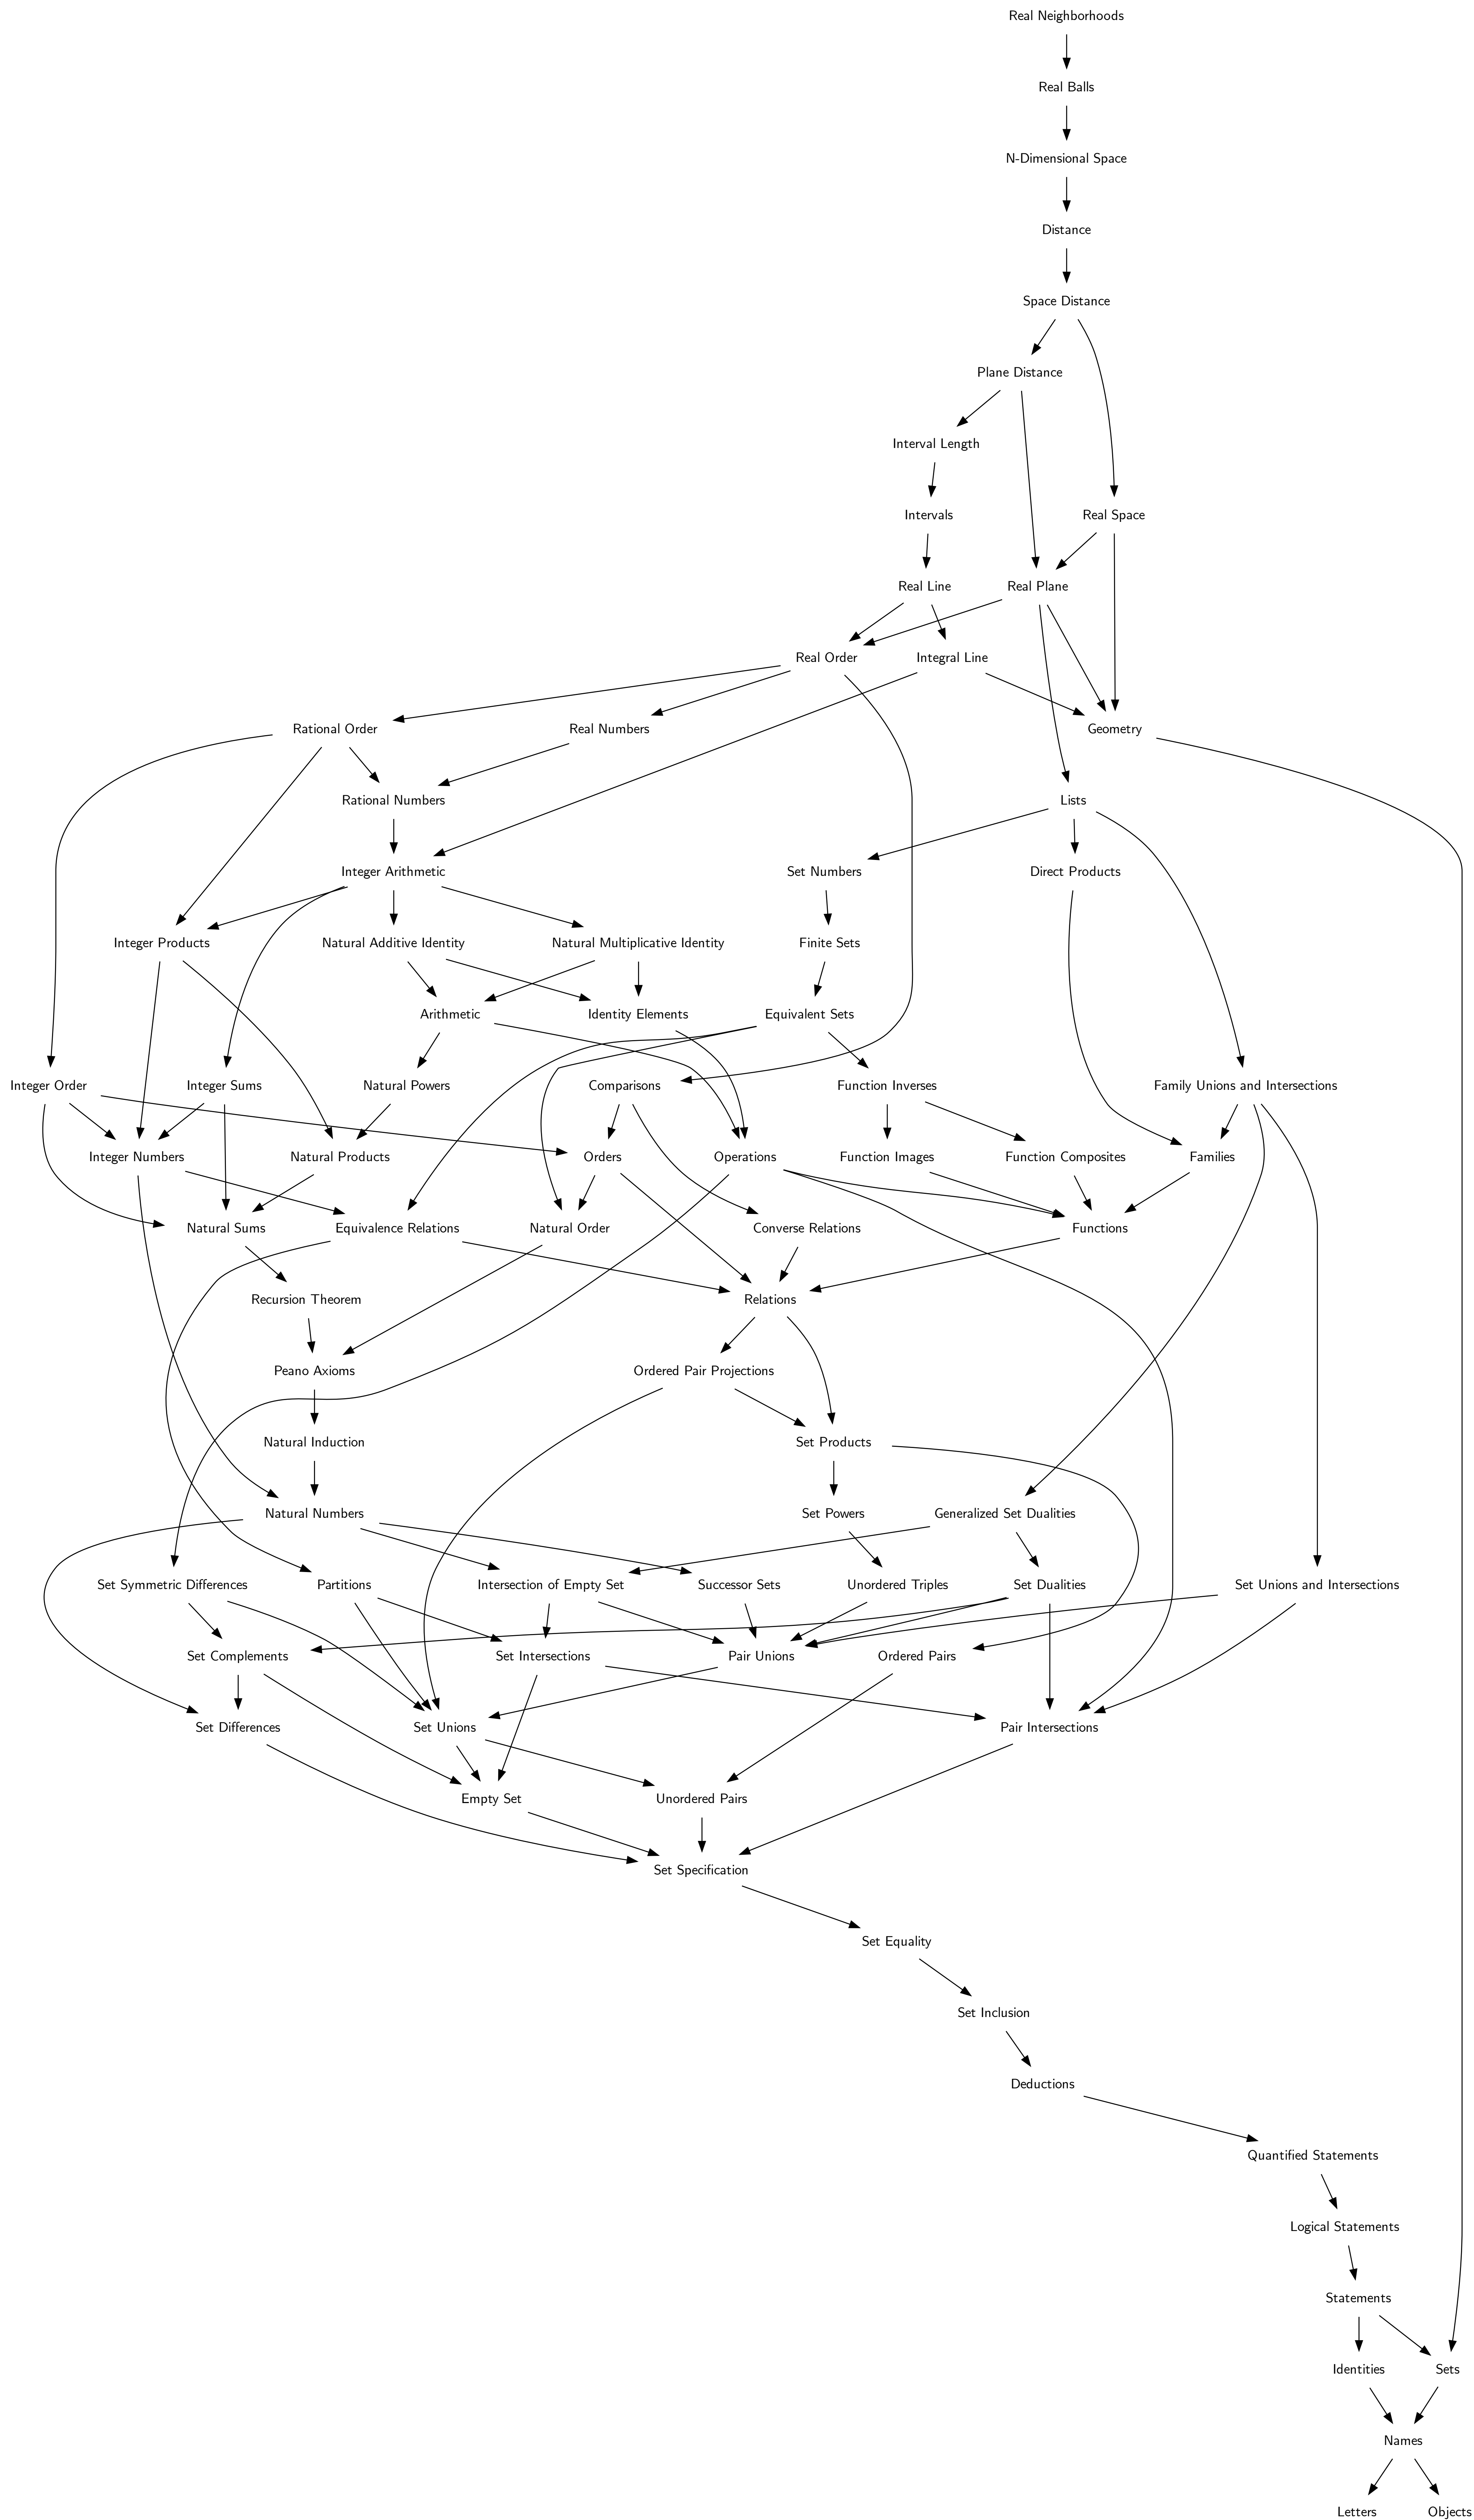 Real Neighborhoods
Real Balls
N-Dimensional Space
Distance
Space Distance
Plane Distance
Interval Length
Intervals
Real Space
Real Line
Real Plane
Real Order
Integral Line
Rational Order
Real Numbers
Geometry
Rational Numbers
Lists
Integer Arithmetic
Set Numbers
Direct Products
Integer Products
Natural Additive Identity
Natural Multiplicative Identity
Finite Sets
Arithmetic
Identity Elements
Equivalent Sets
Integer Order
Integer Sums
Natural Powers
Comparisons
Function Inverses
Family Unions and Intersections
Integer Numbers
Natural Products
Orders
Operations
Function Images
Function Composites
Families
Natural Sums
Equivalence Relations
Natural Order
Converse Relations
Functions
Recursion Theorem
Relations
Peano Axioms
Ordered Pair Projections
Natural Induction
Set Products
Natural Numbers
Set Powers
Generalized Set Dualities
Set Symmetric Differences
Partitions
Intersection of Empty Set
Successor Sets
Unordered Triples
Set Dualities
Set Unions and Intersections
Set Complements
Set Intersections
Pair Unions
Ordered Pairs
Set Differences
Set Unions
Pair Intersections
Empty Set
Unordered Pairs
Set Specification
Set Equality
Set Inclusion
Deductions
Quantified Statements
Logical Statements
Statements
Identities
Sets
Names
Letters
Objects